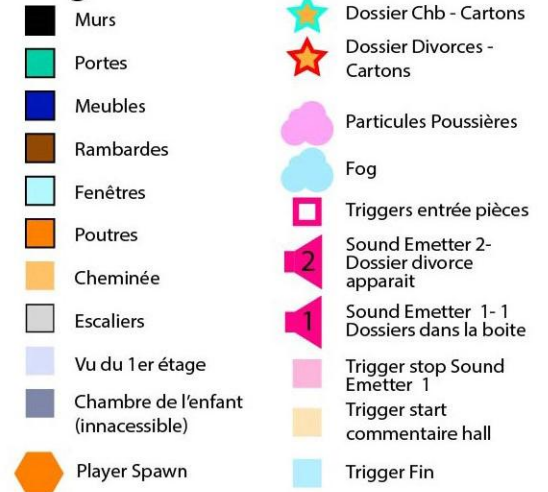 Murs
Portes
Meubles
Rambardes
Fenêtres
Poutres
Cheminée
Escaliers
Vu du 1er étage
Chambre de l'enfant
(innacessible)
Player Spawn
Dossier Chb - Cartons
Dossier Divorces -
Cartons
Particules Poussières
Fog
Triggers entrée pièces
2
Sound Emetter 2-
Dossier divorce
apparait
1
Sound Emetter 1- 1
Dossiers dans la boite
Trigger stop Sound
Emetter 1
Trigger start
commentaire hall
Trigger Fin